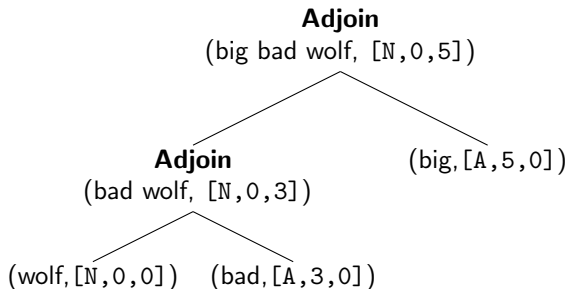 Adjoin
(big bad wolf, [N,0,5])
Adjoin
(bad wolf, [N,0,3])
(big,[A,5,0])
(wolf,[N,0,0])
(bad,[A,3,0])